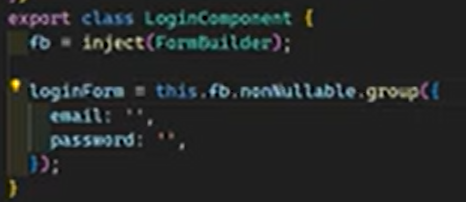 export class LoginComponent {
fb = inject(FormBuilder);
loginForm = this.fb.nonNullable.group({
email: '',
password: '',
});
}